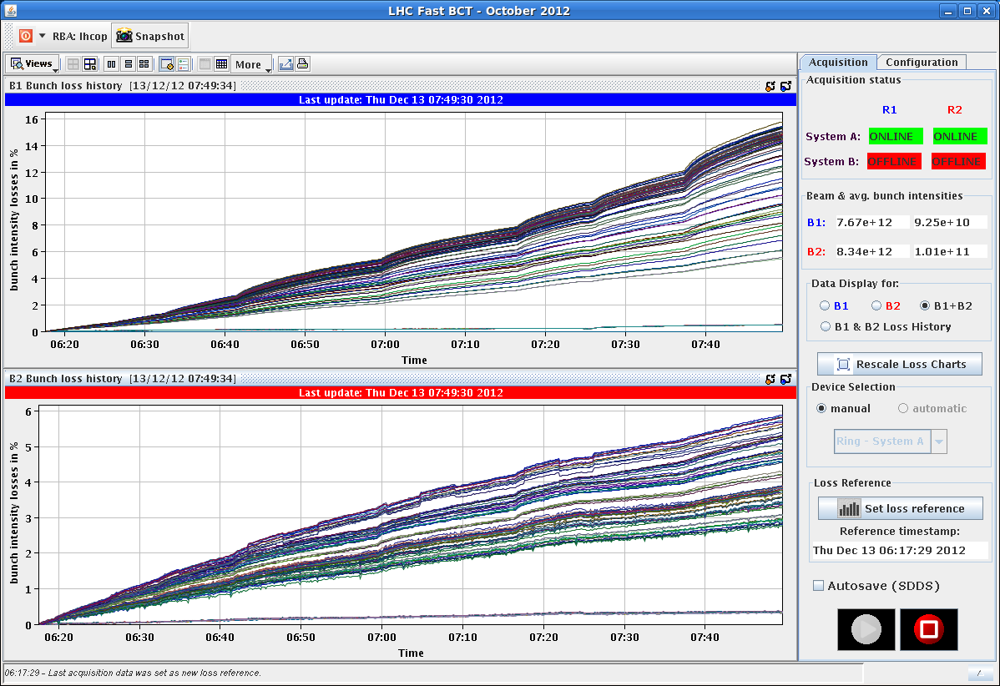 LHC Fast BCT - October 2012
RBA: lhcop
Snapshot
Views
More
B1 Bunch loss history [13/12/12 07:49:34]
Last update: Thu Dec 13 07:49:30 2012
bunch intensity losses in %
16
14
12
10
8
6
4
2
0
06:20 06:30 06:40 06:50 07:00 07:10 07:20 07:30 07:40
Time
B2 Bunch loss history [13/12/12 07:49:34]
Last update: Thu Dec 13 07:49:30 2012
bunch intensity losses in %
6
5
4
3
2
1
0
06:20 06:30 06:40 06:50 07:00 07:10 07:20 07:30 07:40
Time
Acquisition Configuration
Acquisition status
R1 R2
System A: ONLINE ONLINE
System B: OFFLINE OFFLINE
Beam & avg. bunch intensities
B1: 7.67e+12 9.25e+10
B2: 8.34e+12 1.01e+11
Data Display for:
B1 B2 B1+B2
B1 & B2 Loss History
Rescale Loss Charts
Device Selection
manual automatic
Ring - System A
Loss Reference
Set loss reference
Reference timestamp:
Thu Dec 13 06:17:29 2012
Autosave (SDDS)
06:17:29 - Last acquisition data was set as new loss reference.